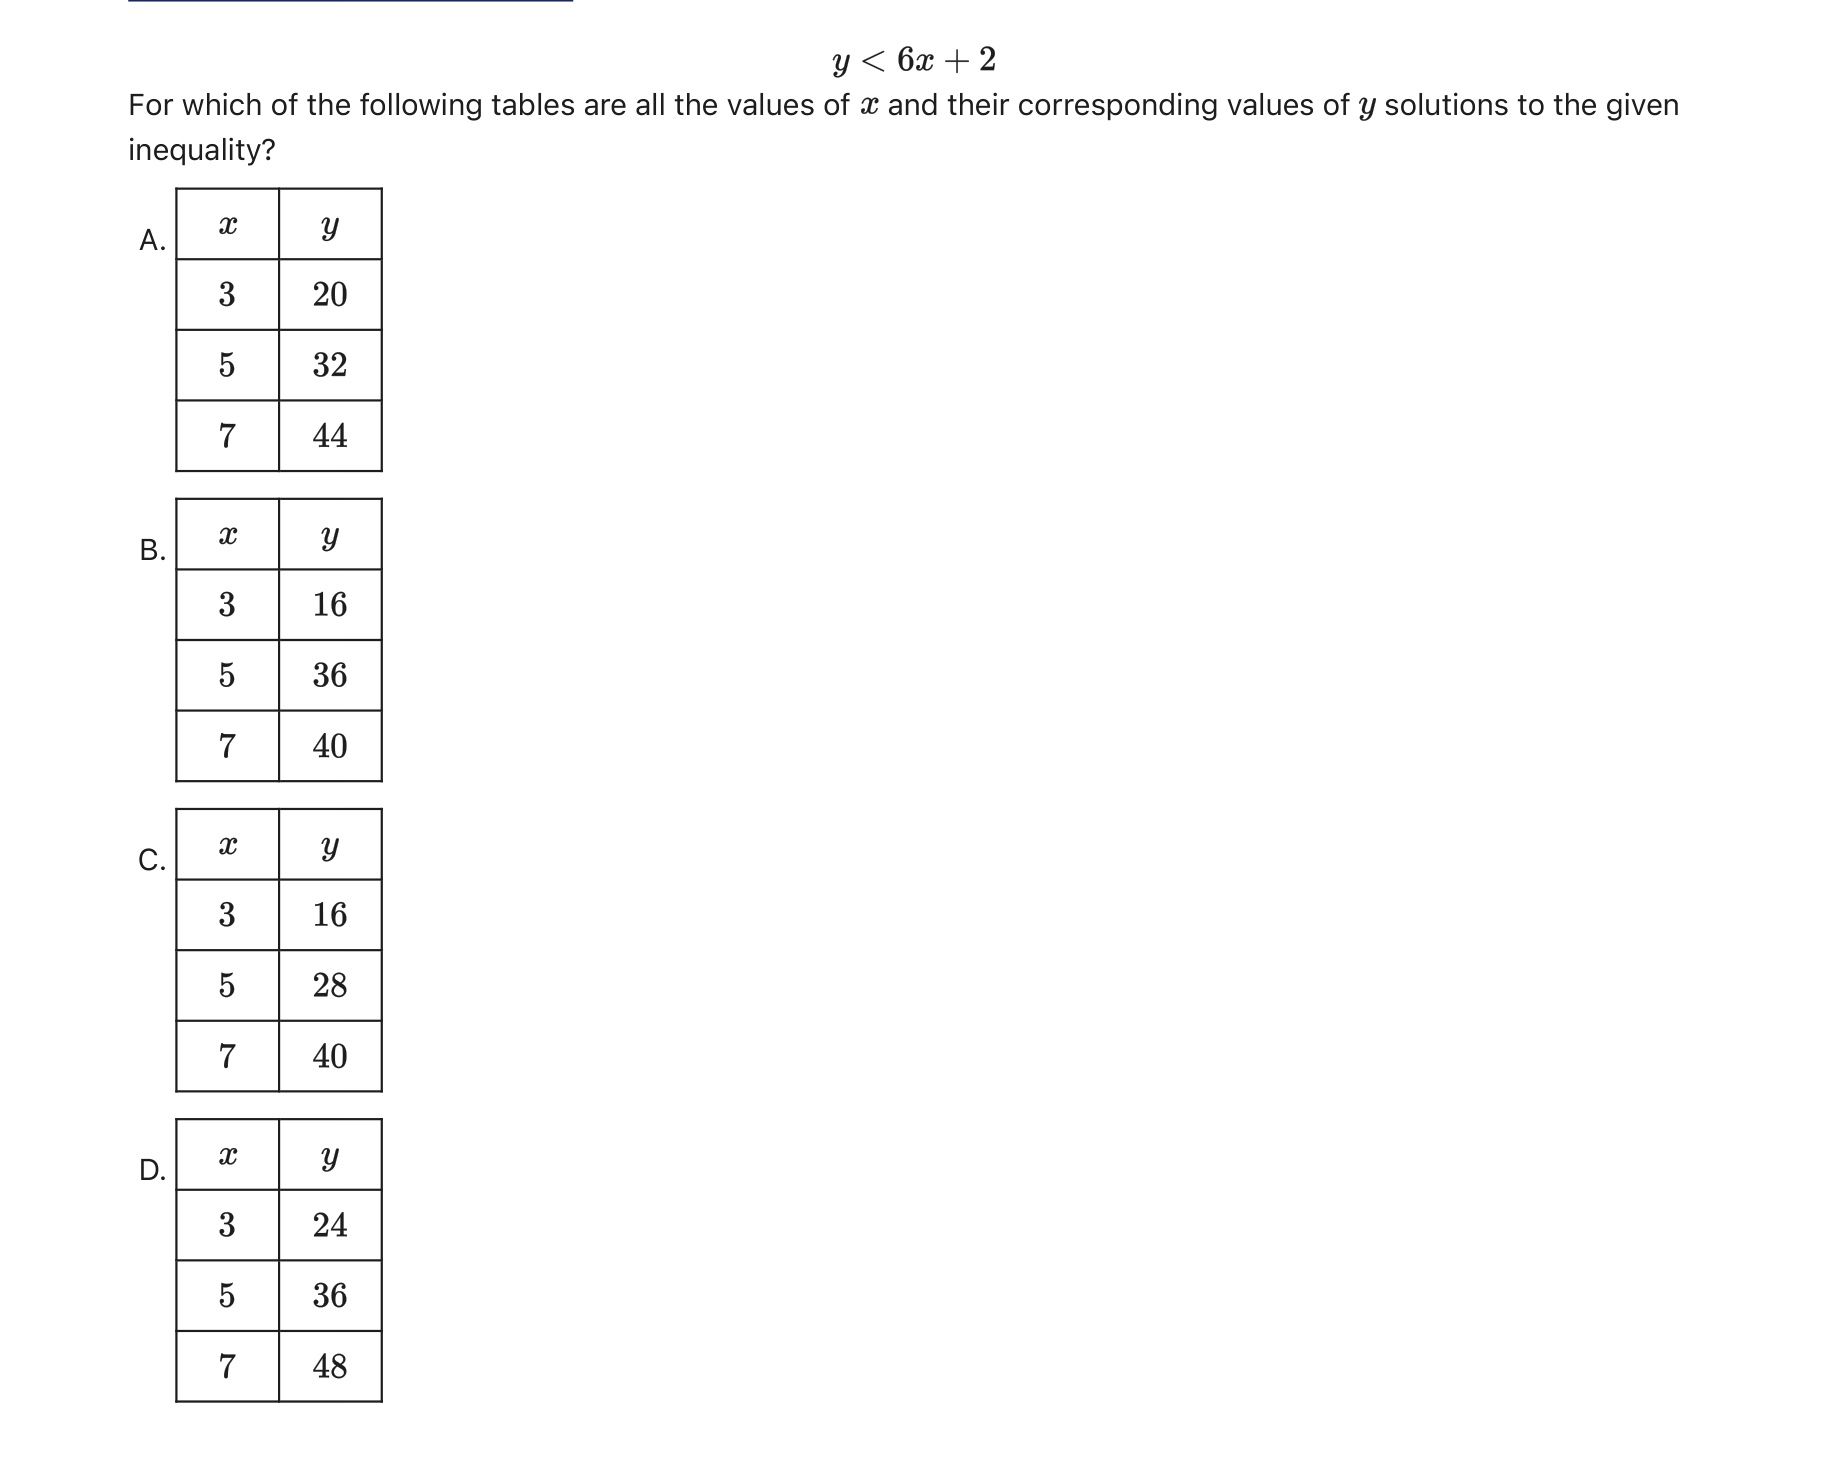 y < 6x + 2
For which of the following tables are all the values of x and their corresponding values of y solutions to the given
inequality?
A.
x y
3 20
5 32
7 44
B.
x y
3 16
5 36
7 40
C.
x y
3 16
5 28
7 40
D.
x y
3 24
5 36
7 48